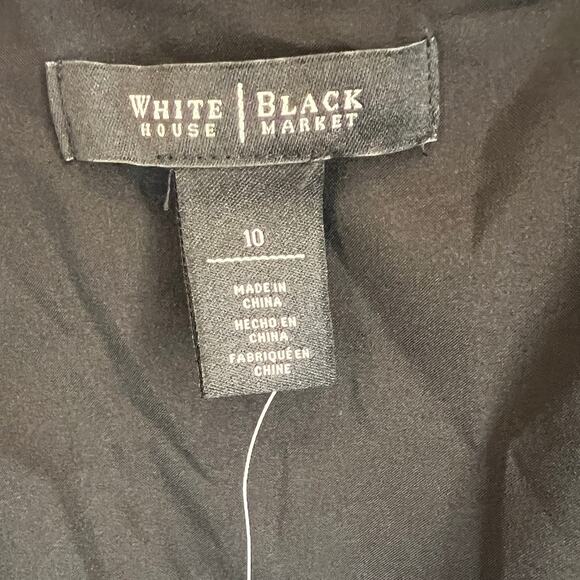 WHITE | BLACK
HOUSE | MARKET
10
MADE IN
CHINA
HECHO EN
CHINA
FABRIQUÉ EN
CHINE